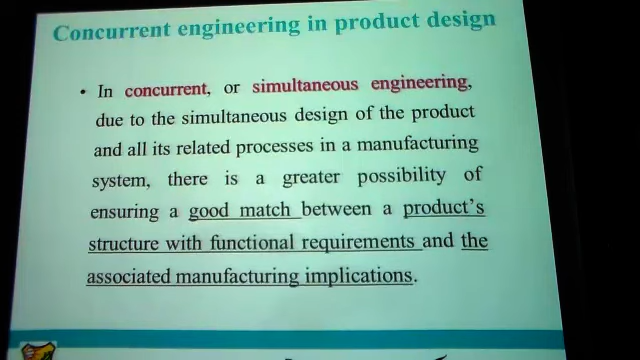 Concurrent engineering in product design
• In concurrent, or simultaneous engineering,
due to the simultaneous design of the product
and all its related processes in a manufacturing
system, there is a greater possibility of
ensuring a good match between a product's
structure with functional requirements and the
associated manufacturing implications.